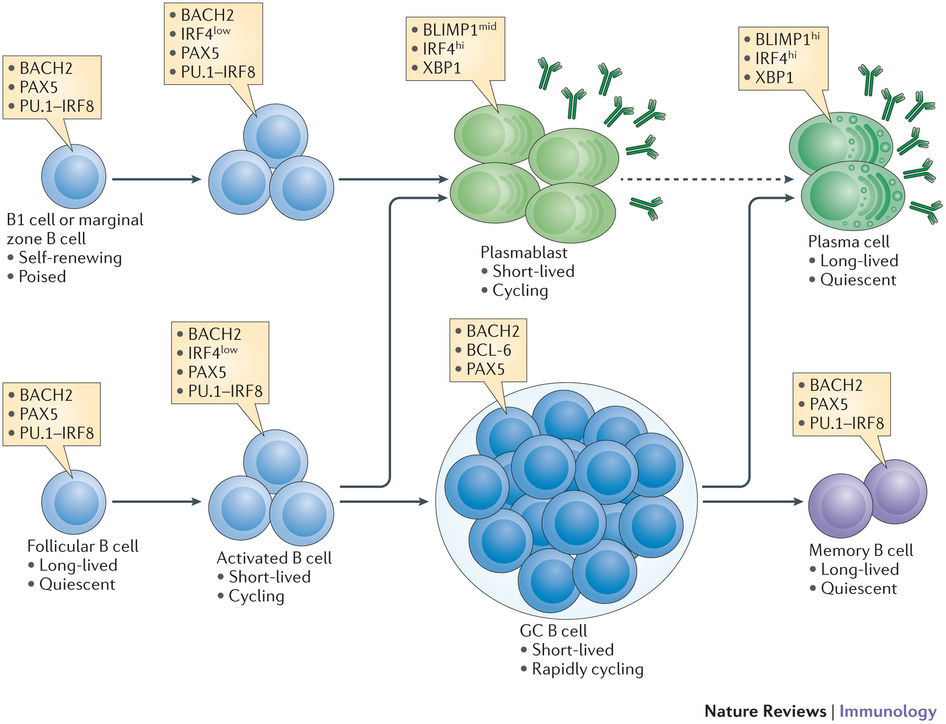 • BACH2
• PAX5
• PU.1–IRF8
B1 cell or marginal
zone B cell
• Self-renewing
• Poised
• BACH2
• IRF4low
• PAX5
• PU.1–IRF8
• BLIMP1mid
• IRF4hi
• XBP1
Plasmablast
• Short-lived
• Cycling
• BLIMP1hi
• IRF4hi
• XBP1
Plasma cell
• Long-lived
• Quiescent
• BACH2
• PAX5
• PU.1–IRF8
Follicular B cell
• Long-lived
• Quiescent
• BACH2
• IRF4low
• PAX5
• PU.1–IRF8
Activated B cell
• Short-lived
• Cycling
• BACH2
• BCL-6
• PAX5
GC B cell
• Short-lived
• Rapidly cycling
• BACH2
• PAX5
• PU.1–IRF8
Memory B cell
• Long-lived
• Quiescent
Nature Reviews | Immunology